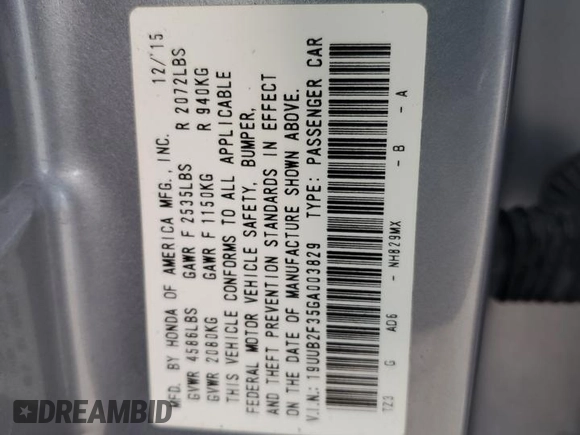 MFD. BY HONDA OF AMERICA MFG., INC. 12/'15
GVWR 4586LBS GAWR F 2535LBS R 2072LBS
GVWR 2080KG GAWR F 1150KG R 940KG
THIS VEHICLE CONFORMS TO ALL APPLICABLE
FEDERAL MOTOR VEHICLE SAFETY, BUMPER,
AND THEFT PREVENTION STANDARDS IN EFFECT
ON THE DATE OF MANUFACTURE SHOWN ABOVE.
V.I.N.: 19UUB2F35GA003829 TYPE: PASSENGER CAR
TZ3 G AD6 - NH829MX - B - A
DREAMBID